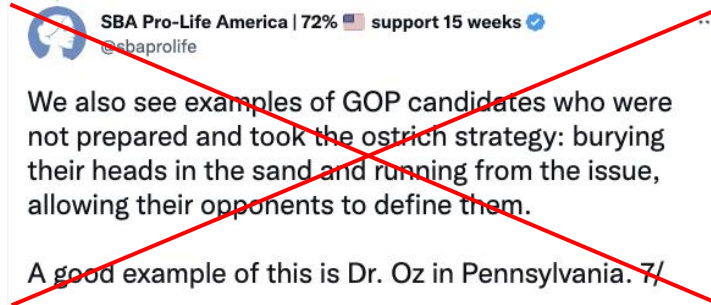 SBA Pro-Life America | 72% 🇺🇸 support 15 weeks
@sbaprolife
We also see examples of GOP candidates who were
not prepared and took the ostrich strategy: burying
their heads in the sand and running from the issue,
allowing their opponents to define them.
A good example of this is Dr. Oz in Pennsylvania. 7/